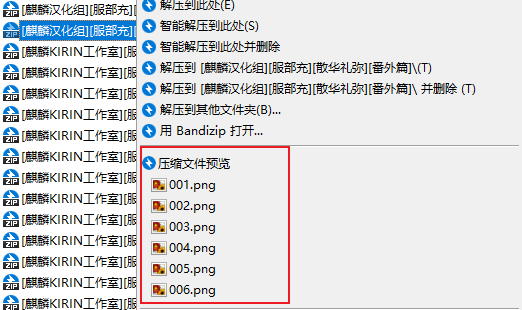 [麒麟汉化组][服部充]
[麒麟汉化组][服部充]
[麒麟KIRIN工作室][服
[麒麟KIRIN工作室][服
[麒麟KIRIN工作室][服
[麒麟KIRIN工作室][服
[麒麟KIRIN工作室][服
[麒麟KIRIN工作室][服
[麒麟KIRIN工作室][服
[麒麟KIRIN工作室][服
[麒麟KIRIN工作室][服
[麒麟KIRIN工作室][服
[麒麟KIRIN工作室][服
[麒麟KIRIN工作室][服
[麒麟KIRIN工作室][服
解压到此处(E)
智能解压到此处(S)
智能解压到此处并删除
解压到 [麒麟汉化组][服部充][散华礼弥][番外篇]\(T)
解压到 [麒麟汉化组][服部充][散华礼弥][番外篇]\ 并删除 (T)
解压到其他文件夹(B)...
用 Bandizip 打开...
压缩文件预览
001.png
002.png
003.png
004.png
005.png
006.png